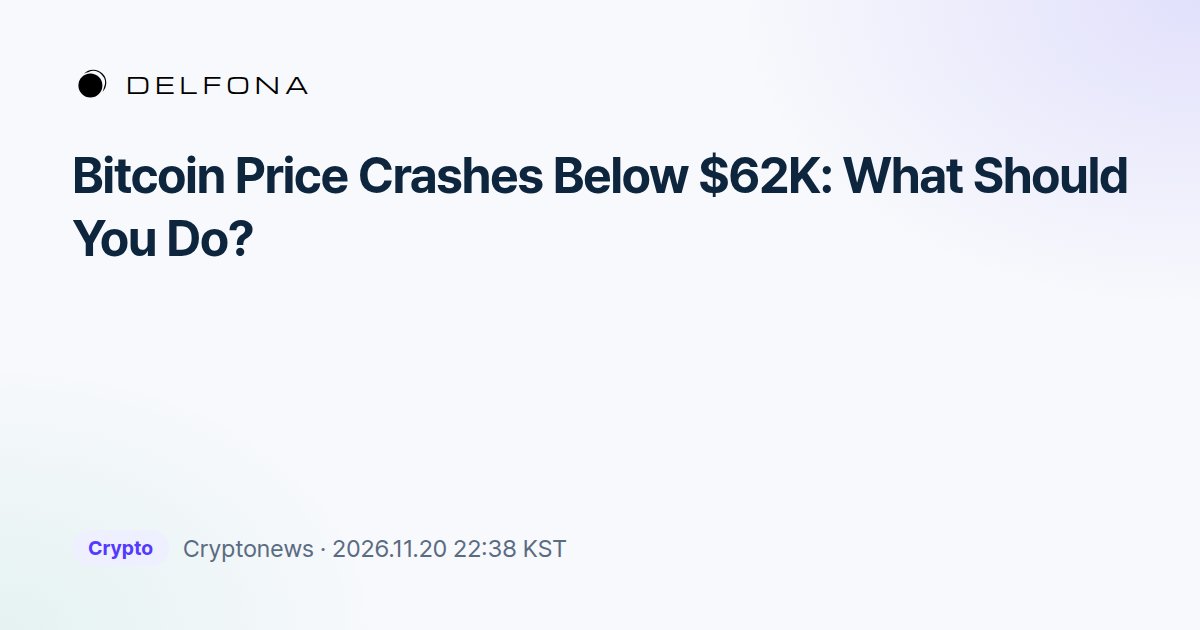 DELFONA
Bitcoin Price Crashes Below $62K: What Should
You Do?
Crypto Cryptonews · 2026.11.20 22:38 KST